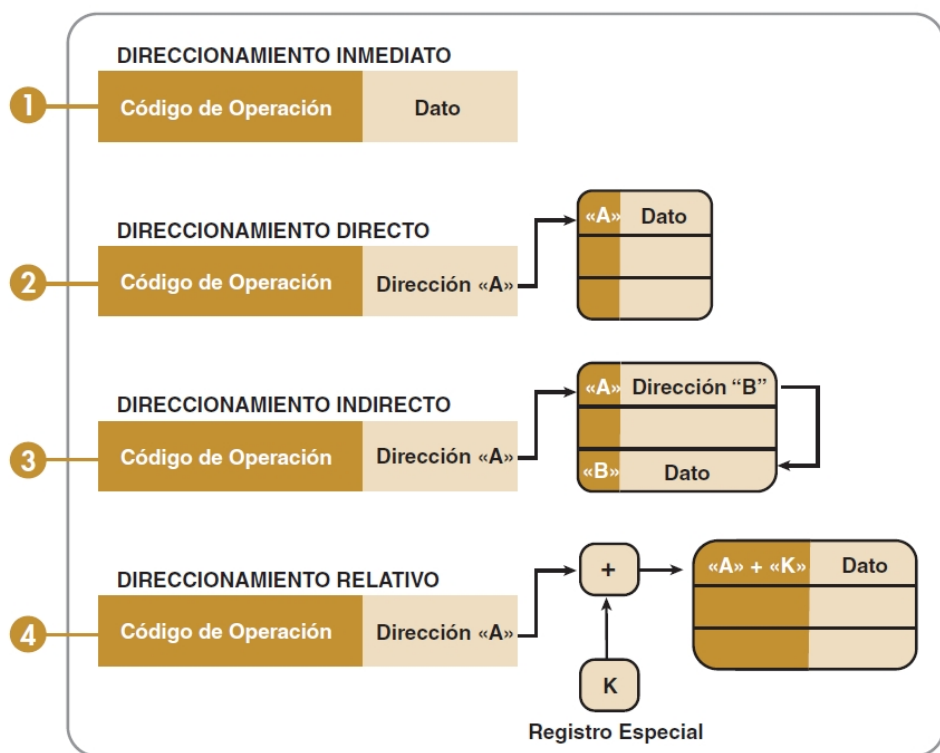 DIRECCIONAMIENTO INMEDIATO
1
Código de Operación
Dato
DIRECCIONAMIENTO DIRECTO
2
Código de Operación
Dirección «A»
«A»
Dato
DIRECCIONAMIENTO INDIRECTO
3
Código de Operación
Dirección «A»
«A»
Dirección “B”
«B»
Dato
DIRECCIONAMIENTO RELATIVO
4
Código de Operación
Dirección «A»
+
K
Registro Especial
«A» + «K»
Dato